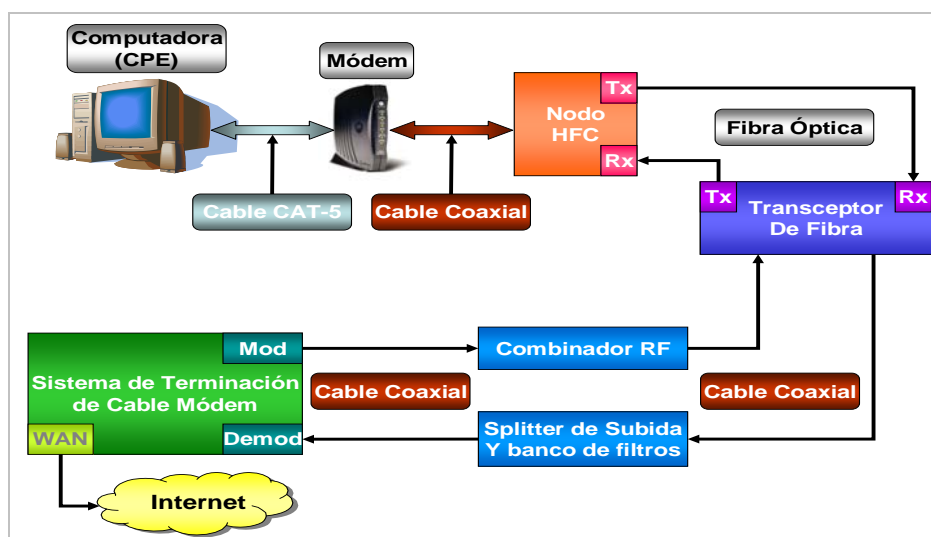 Computadora
(CPE)
Módem
Tx
Nodo
HFC
Rx
Fibra Óptica
Cable CAT-5
Cable Coaxial
Tx
Rx
Transceptor
De Fibra
Mod
Combinador RF
Sistema de Terminación
de Cable Módem
Cable Coaxial
Cable Coaxial
WAN
Demod
Splitter de Subida
Y banco de filtros
Internet